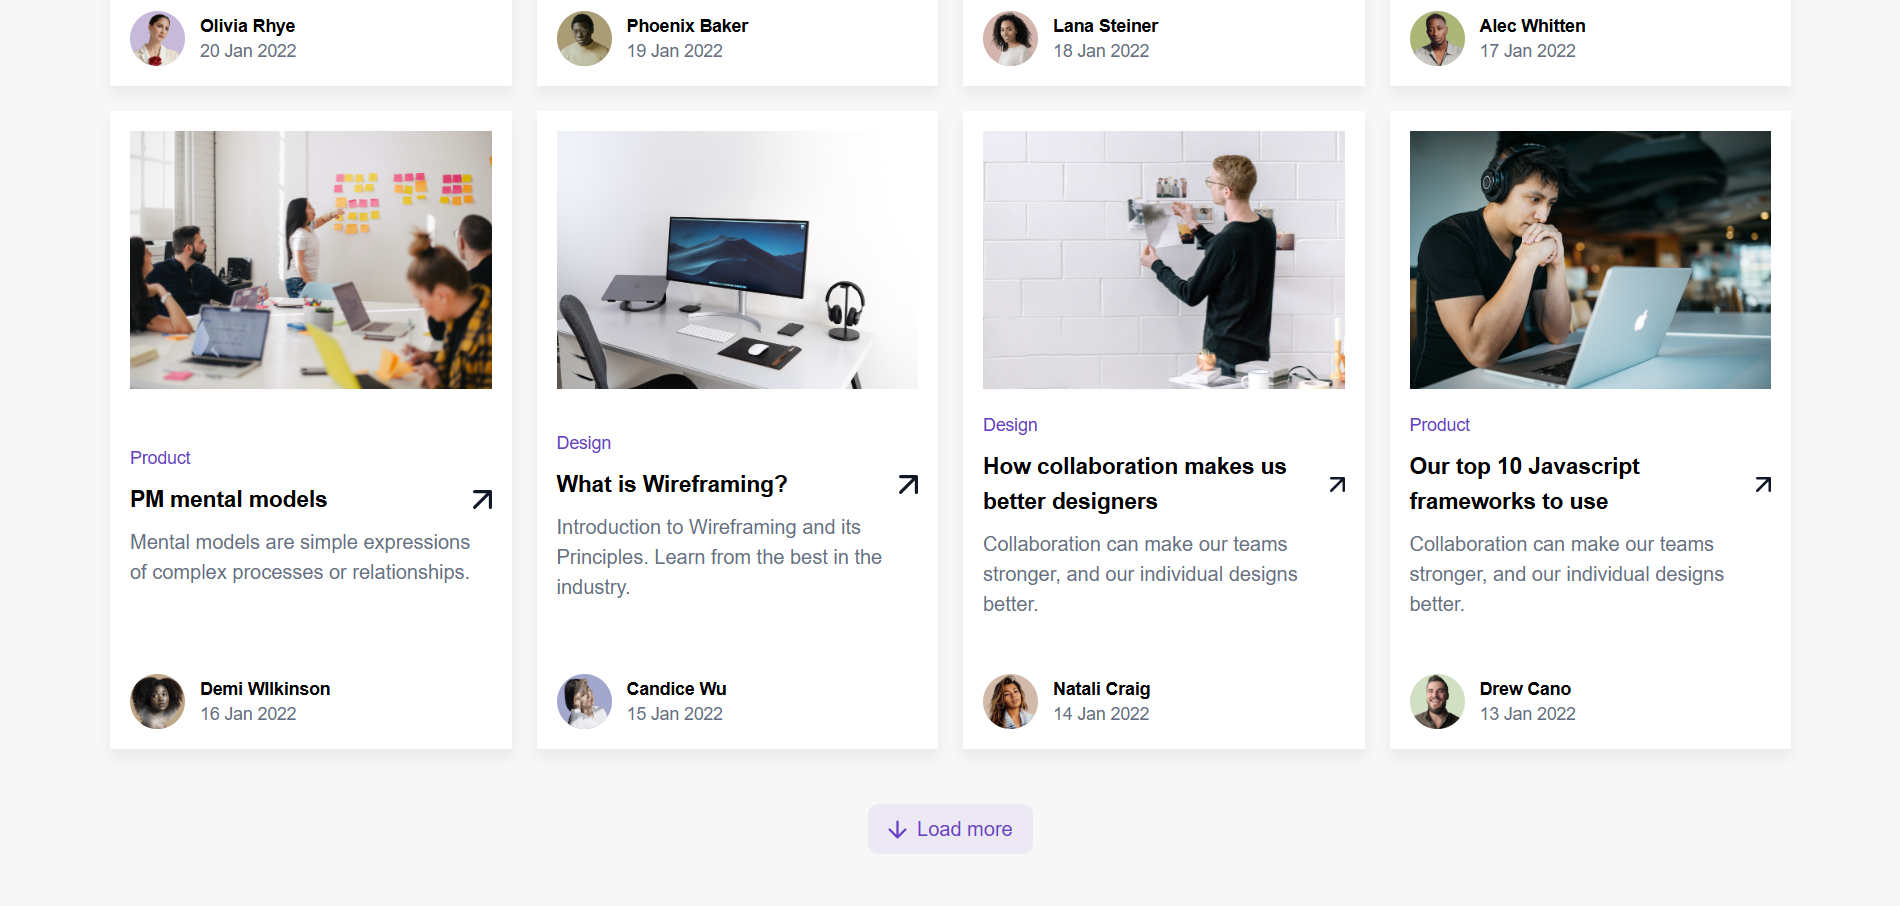 Olivia Rhye
20 Jan 2022
Phoenix Baker
19 Jan 2022
Lana Steiner
18 Jan 2022
Alec Whitten
17 Jan 2022
Product
PM mental models
Mental models are simple expressions
of complex processes or relationships.
Demi WIlkinson
16 Jan 2022
Design
What is Wireframing?
Introduction to Wireframing and its
Principles. Learn from the best in the
industry.
Candice Wu
15 Jan 2022
Design
How collaboration makes us
better designers
Collaboration can make our teams
stronger, and our individual designs
better.
Natali Craig
14 Jan 2022
Product
Our top 10 Javascript
frameworks to use
Collaboration can make our teams
stronger, and our individual designs
better.
Drew Cano
13 Jan 2022
Load more